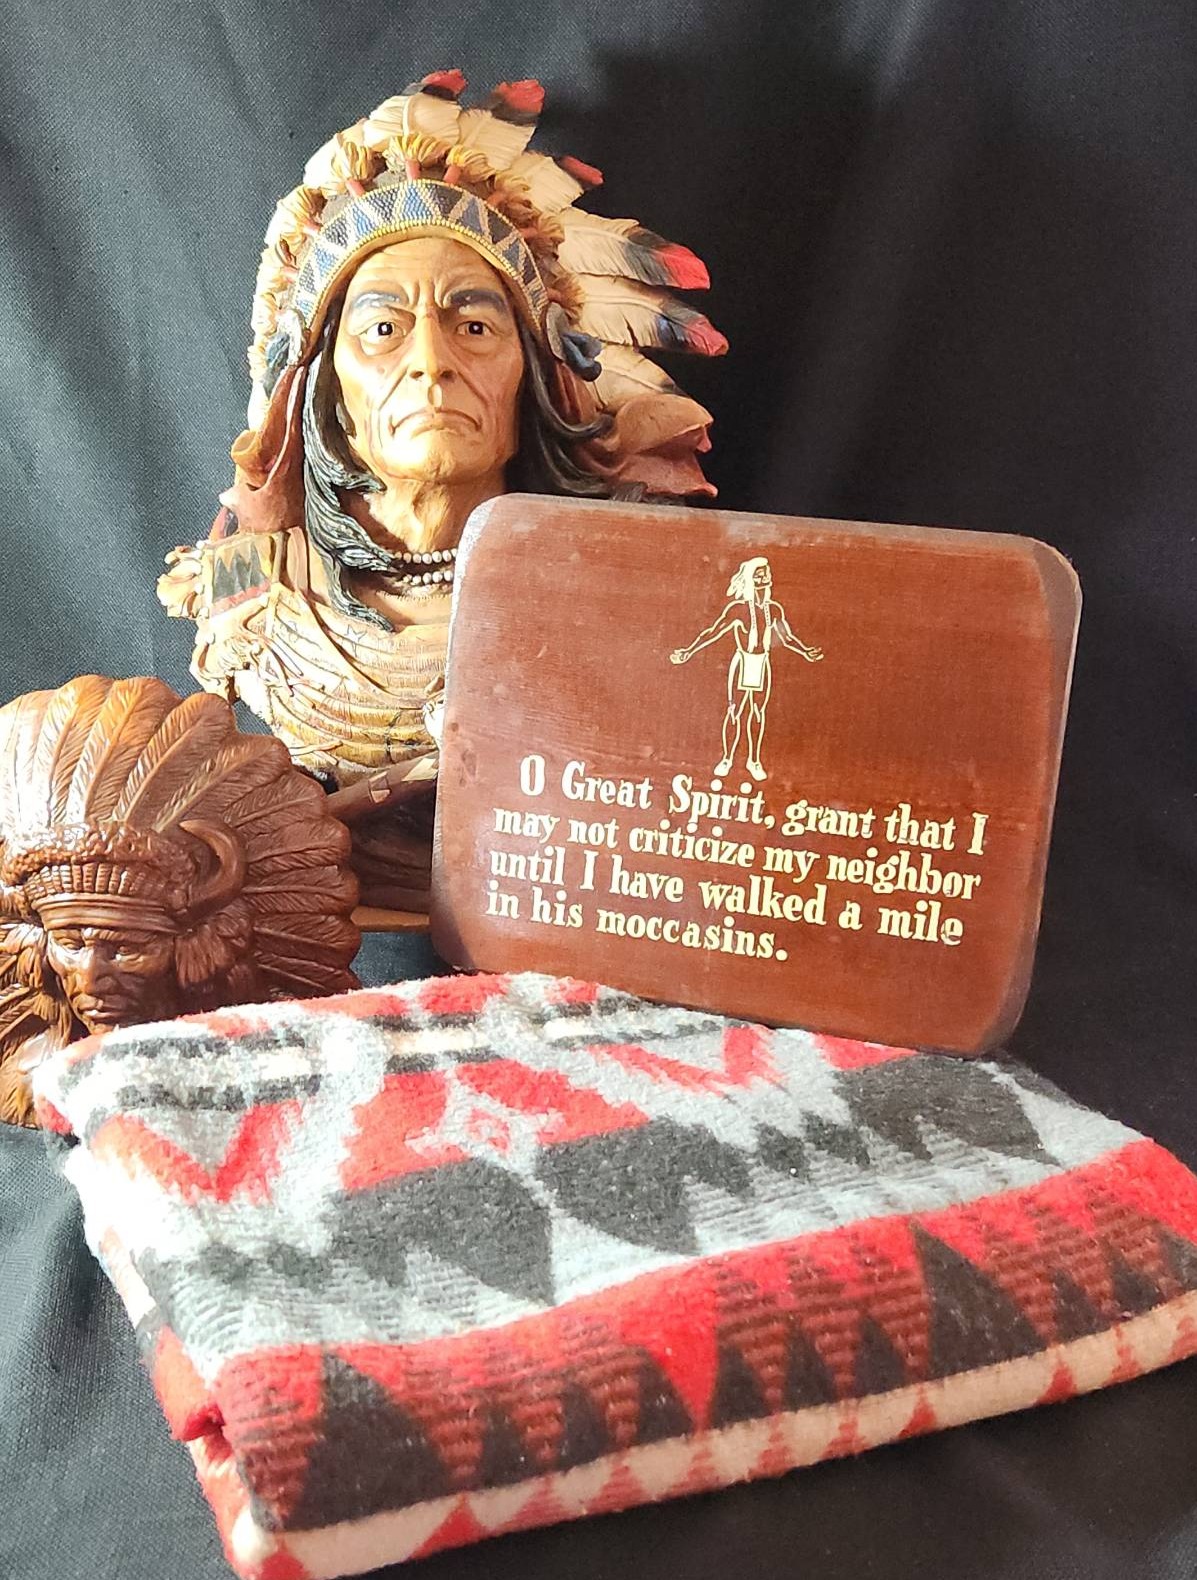 O Great Spirit, grant that I
may not criticize my neighbor
until I have walked a mile
in his moccasins.